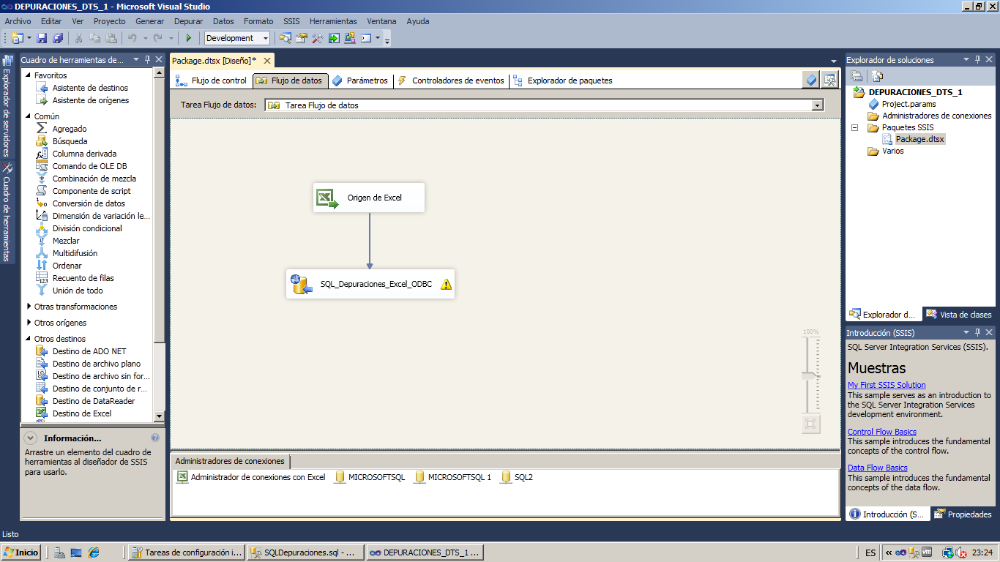 DEPURACIONES_DTS_1 - Microsoft Visual Studio
Archivo Editar Ver Proyecto Generar Depurar Datos Formato SSIS Herramientas Ventana Ayuda
Development
Explorador de servidores
Cuadro de herramientas
Cuadro de herramientas de...
Favoritos
Asistente de destinos
Asistente de orígenes
Común
Agregado
Búsqueda
Columna derivada
Comando de OLE DB
Combinación de mezcla
Componente de script
Conversión de datos
Dimensión de variación le...
División condicional
Mezclar
Multidifusión
Ordenar
Recuento de filas
Unión de todo
Otras transformaciones
Otros orígenes
Otros destinos
Destino de ADO NET
Destino de archivo plano
Destino de archivo sin for...
Destino de conjunto de r...
Destino de DataReader
Destino de Excel
Información...
Arrastre un elemento del cuadro de
herramientas al diseñador de SSIS
para usarlo.
Package.dtsx [Diseño]*
Flujo de control Flujo de datos Parámetros Controladores de eventos Explorador de paquetes
Tarea Flujo de datos: Tarea Flujo de datos
Origen de Excel
SQL_Depuraciones_Excel_ODBC
100%
Administradores de conexiones
Administrador de conexiones con Excel MICROSOFTSQL MICROSOFTSQL 1 SQL2
Explorador de soluciones
DEPURACIONES_DTS_1
Project.params
Administradores de conexiones
Paquetes SSIS
Package.dtsx
Varios
Explorador d... Vista de clases
Introducción (SSIS)
SQL Server Integration Services (SSIS).
Muestras
My First SSIS Solution
This sample serves as an introduction to
the SQL Server Integration Services
development environment.
Control Flow Basics
This sample introduces the fundamental
concepts of the control flow.
Data Flow Basics
This sample introduces the fundamental
concepts of the data flow.
Introducción (S... Propiedades
Listo
Inicio Tareas de configuración i... SQLDepuraciones.sql - ... DEPURACIONES_DTS_1 ... ES « 23:24